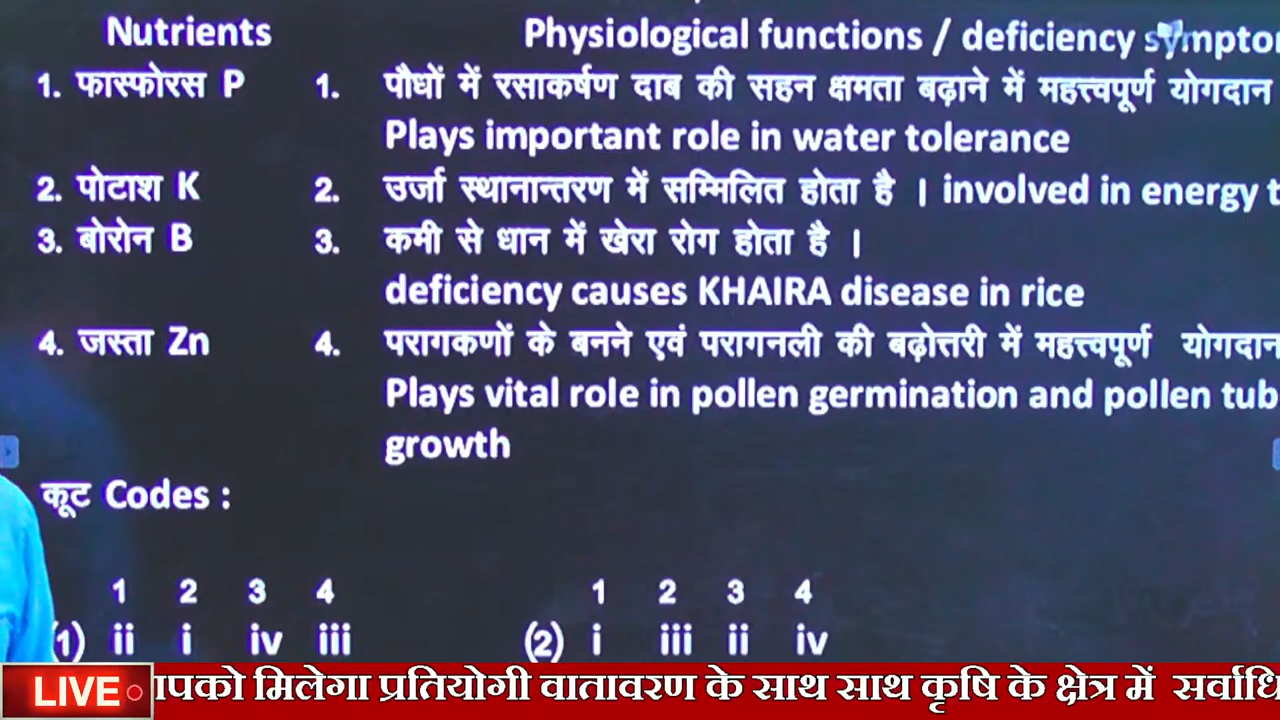 Nutrients Physiological functions / deficiency sympto
1. फास्फोरस P 1. पौधों में रसाकर्षण दाब की सहन क्षमता बढ़ाने में महत्त्वपूर्ण योगदान
Plays important role in water tolerance
2. पोटाश K 2. उर्जा स्थानान्तरण में सम्मिलित होता है । involved in energy t
3. बोरोन B 3. कमी से धान में खेरा रोग होता है ।
deficiency causes KHAIRA disease in rice
4. जस्ता Zn 4. परागकणों के बनने एवं परागनली की बढ़ोत्तरी में महत्त्वपूर्ण योगदान
Plays vital role in pollen germination and pollen tub
growth
कूट Codes :
1 2 3 4 1 2 3 4
(1) ii i iv iii (2) i iii ii iv
LIVE पको मिलेगा प्रतियोगी वातावरण के साथ साथ कृषि के क्षेत्र में सर्वाधि